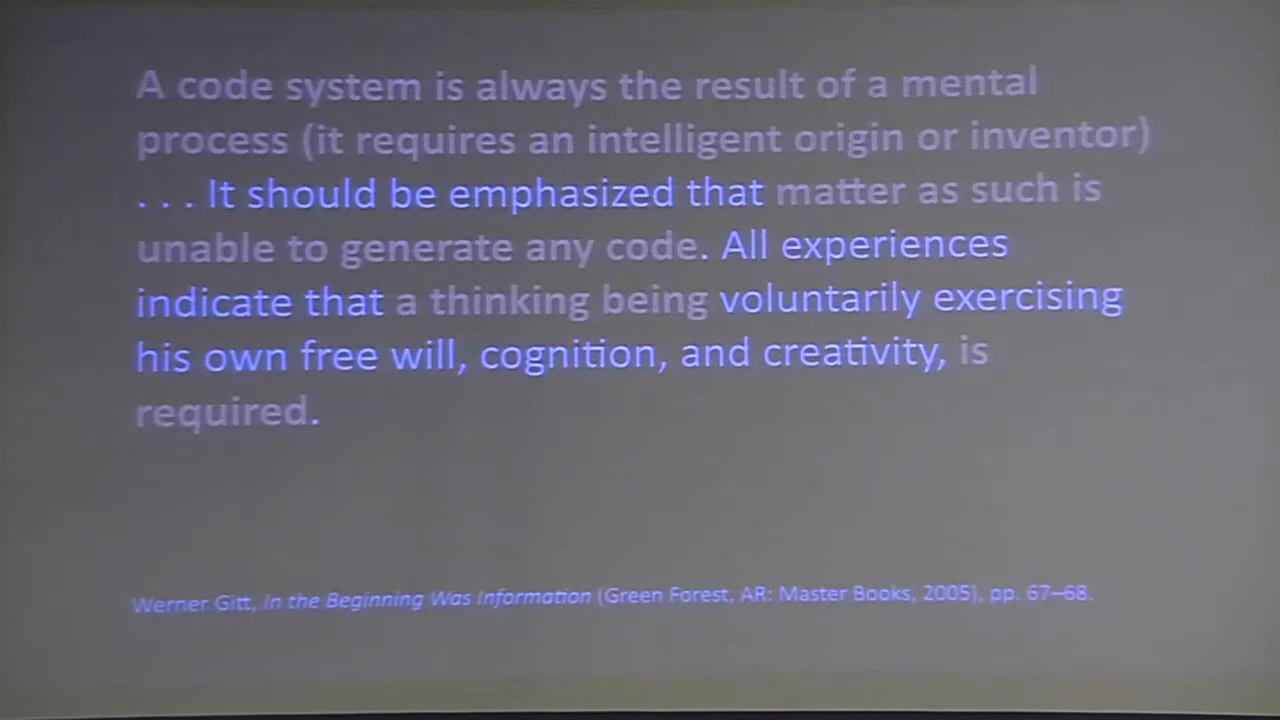 A code system is always the result of a mental
process (it requires an intelligent origin or inventor)
. . . It should be emphasized that matter as such is
unable to generate any code. All experiences
indicate that a thinking being voluntarily exercising
his own free will, cognition, and creativity, is
required.
Werner Gitt, In the Beginning Was Information (Green Forest, AR: Master Books, 2005), pp. 67–68.